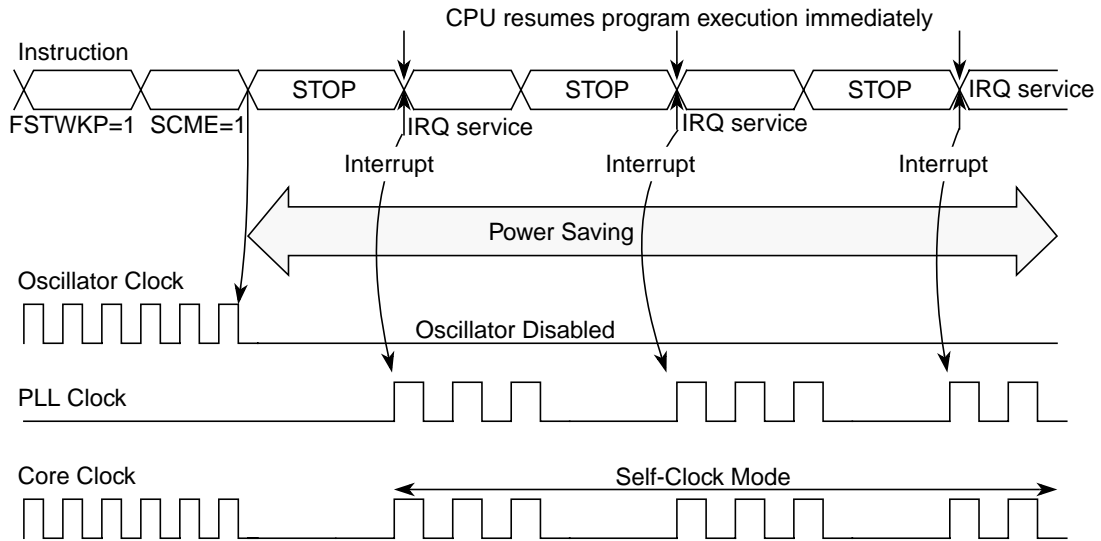 CPU resumes program execution immediately
Instruction
STOP
STOP
STOP
IRQ service
FSTWKP=1
SCME=1
IRQ service
IRQ service
Interrupt
Interrupt
Interrupt
Power Saving
Oscillator Clock
Oscillator Disabled
PLL Clock
Core Clock
Self-Clock Mode